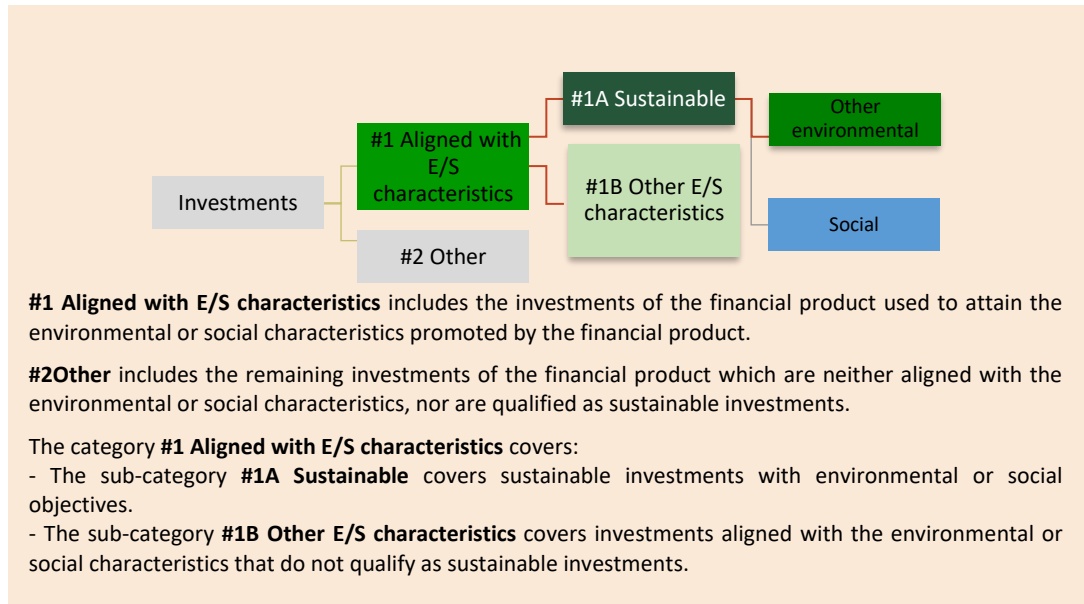 #1A Sustainable
Other
environmental
#1 Aligned with
E/S
characteristics
#1B Other E/S
characteristics
Investments
Social
#2 Other
#1 Aligned with E/S characteristics includes the investments of the financial product used to attain the
environmental or social characteristics promoted by the financial product.
#2Other includes the remaining investments of the financial product which are neither aligned with the
environmental or social characteristics, nor are qualified as sustainable investments.
The category #1 Aligned with E/S characteristics covers:
- The sub-category #1A Sustainable covers sustainable investments with environmental or social
objectives.
- The sub-category #1B Other E/S characteristics covers investments aligned with the environmental or
social characteristics that do not qualify as sustainable investments.